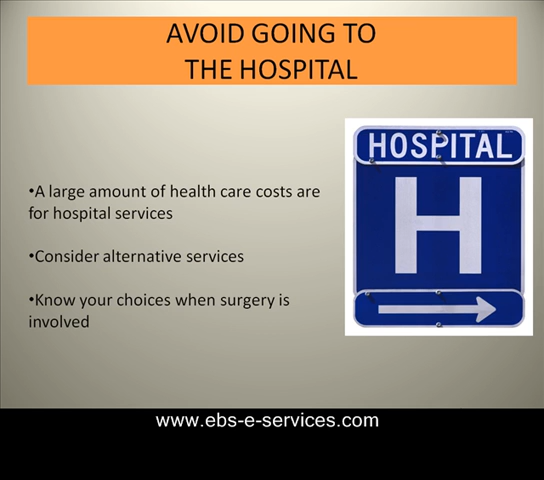 AVOID GOING TO
THE HOSPITAL
•A large amount of health care costs are
for hospital services
•Consider alternative services
•Know your choices when surgery is
involved
HOSPITAL
H
www.ebs-e-services.com